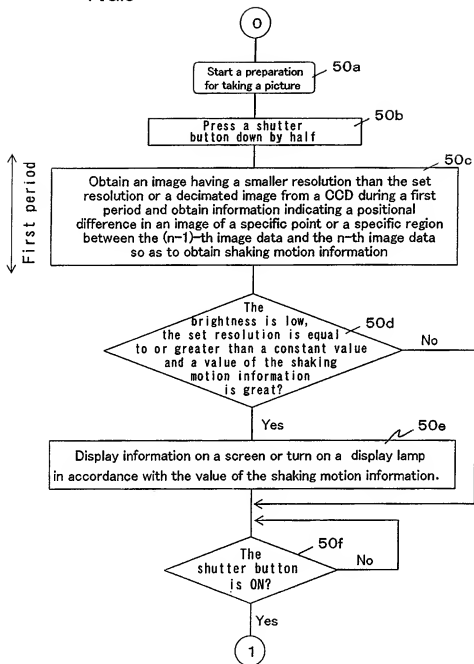 0
50a
Start a preparation
for taking a picture
50b
Press a shutter
button down by half
50c
First period
Obtain an image having a smaller resolution than the set
resolution or a decimated image from a CCD during a first
period and obtain information indicating a positional
difference in an image of a specific point or a specific region
between the (n-1)-th image data and the n-th image data
so as to obtain shaking motion information
50d
The
brightness is low,
the set resolution is equal
to or greater than a constant value
and a value of the shaking
motion information
is great?
No
Yes
50e
Display information on a screen or turn on a display lamp
in accordance with the value of the shaking motion information.
50f
The
shutter button
is ON?
No
Yes
1